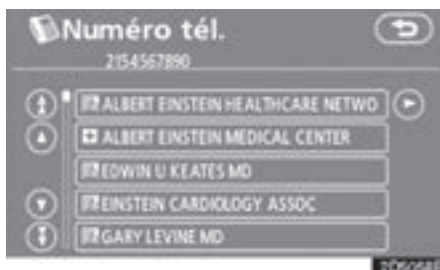 Numéro tél.
2154567890
ALBERT EINSTEIN HEALTHCARE NETWO
ALBERT EINSTEIN MEDICAL CENTER
EDWIN U KEATES MD
EINSTEIN CARDIOLOGY ASSOC
GARY LEVINE MD